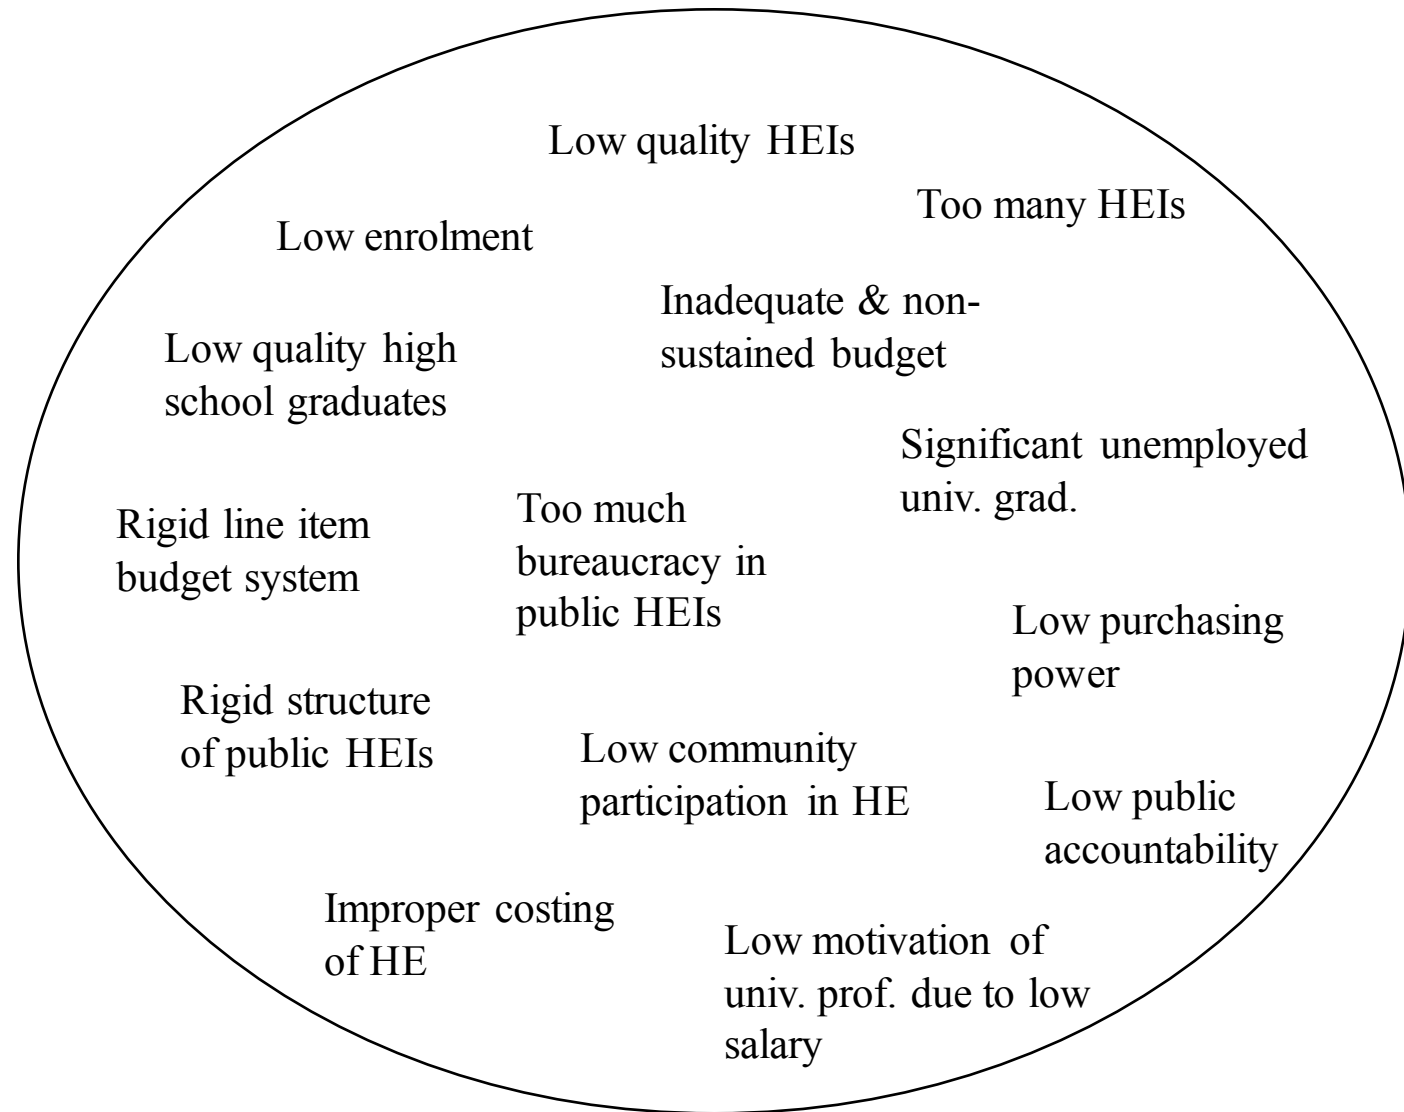 Low quality HEIs
Too many HEIs
Low enrolment
Inadequate & non-
sustained budget
Low quality high
school graduates
Significant unemployed
univ. grad.
Rigid line item
budget system
Too much
bureaucracy in
public HEIs
Low purchasing
power
Rigid structure
of public HEIs
Low community
participation in HE
Low public
accountability
Improper costing
of HE
Low motivation of
univ. prof. due to low
salary